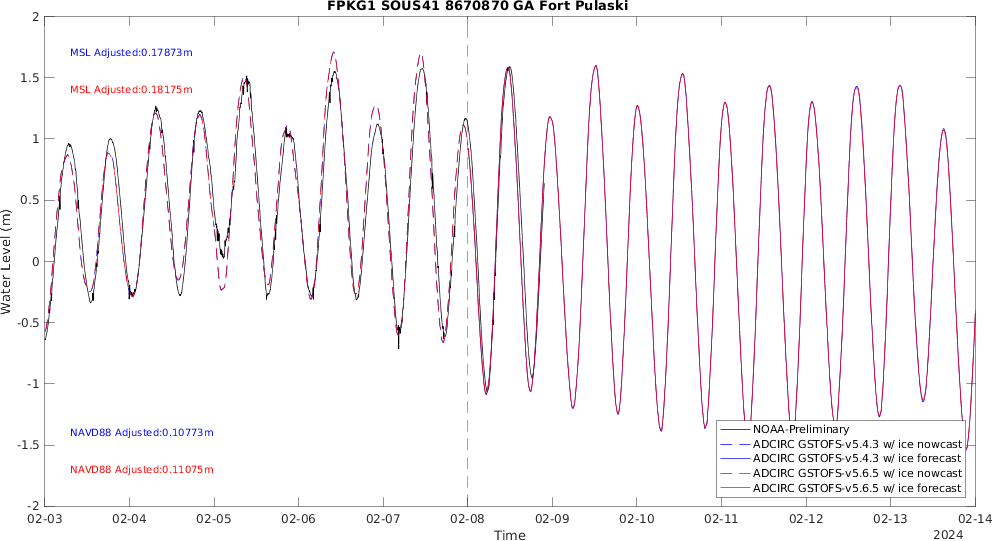 FPKG1 SOUS41 8670870 GA Fort Pulaski
2
1.5
1
0.5
0
-0.5
-1
-1.5
-2
Water Level (m)
MSL Adjusted:0.17873m
MSL Adjusted:0.18175m
NAVD88 Adjusted:0.10773m
NAVD88 Adjusted:0.11075m
NOAA-Preliminary
ADCIRC GSTOFS-v5.4.3 w/ ice nowcast
ADCIRC GSTOFS-v5.4.3 w/ ice forecast
ADCIRC GSTOFS-v5.6.5 w/ ice nowcast
ADCIRC GSTOFS-v5.6.5 w/ ice forecast
02-03 02-04 02-05 02-06 02-07 02-08 02-09 02-10 02-11 02-12 02-13 02-14
Time
2024